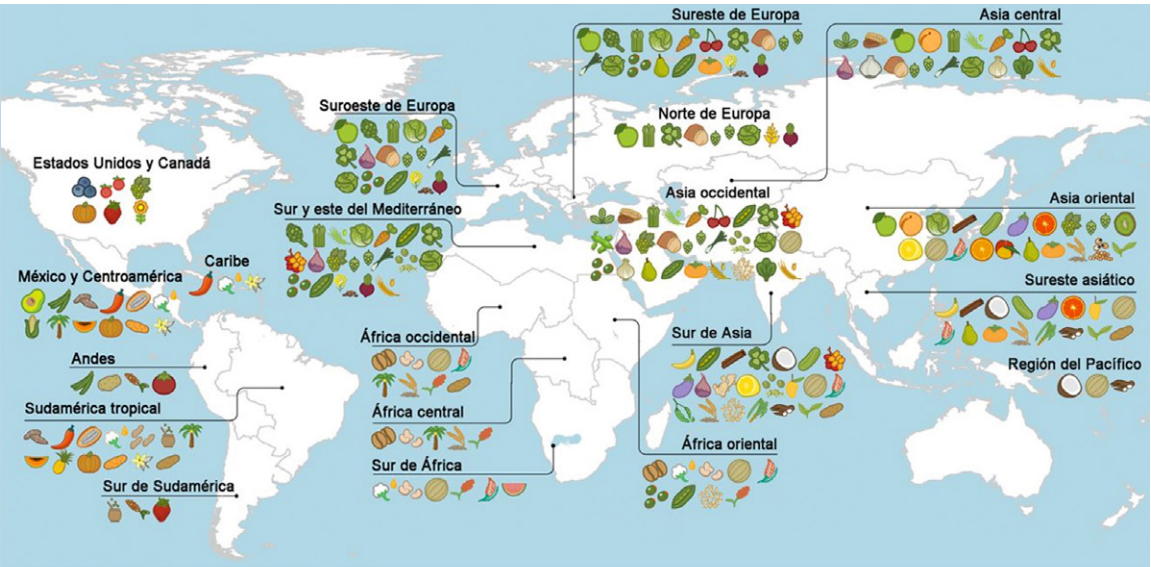 Sureste de Europa
Asia central
Suroeste de Europa
Norte de Europa
Estados Unidos y Canadá
Asia occidental
Asia oriental
Sur y este del Mediterráneo
Caribe
México y Centroamérica
Sureste asiático
África occidental
Sur de Asia
Andes
Región del Pacífico
Sudamérica tropical
África central
África oriental
Sur de África
Sur de Sudamérica